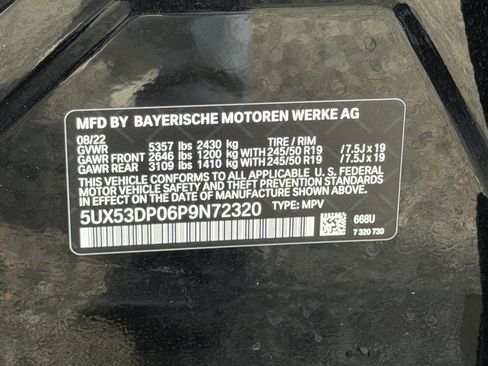 MFD BY BAYERISCHE MOTOREN WERKE AG
08/22
GVWR 5357 lbs 2430 kg TIRE / RIM
GAWR FRONT 2646 lbs 1200 kg WITH 245/50 R19 /7.5J x 19
GAWR REAR 3109 lbs 1410 kg WITH 245/50 R19 /7.5J x 19
THIS VEHICLE CONFORMS TO ALL APPLICABLE U. S. FEDERAL
MOTOR VEHICLE SAFETY AND THEFT PREVENTION STANDARDS
IN EFFECT ON THE DATE OF MANUFACTURE SHOWN ABOVE.
5UX53DP06P9N72320 TYPE: MPV
668U
7 320 730